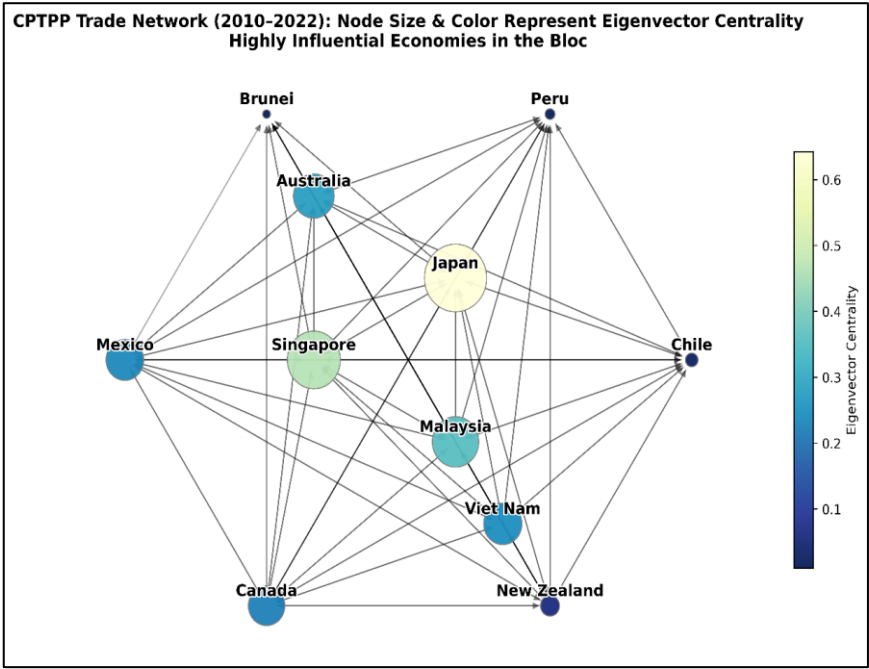 CPTPP Trade Network (2010–2022): Node Size & Color Represent Eigenvector Centrality
Highly Influential Economies in the Bloc
Brunei
Peru
Australia
Japan
Mexico
Singapore
Chile
Malaysia
Viet Nam
Canada
New Zealand
0.6
0.5
0.4
0.3
0.2
0.1
Eigenvector Centrality